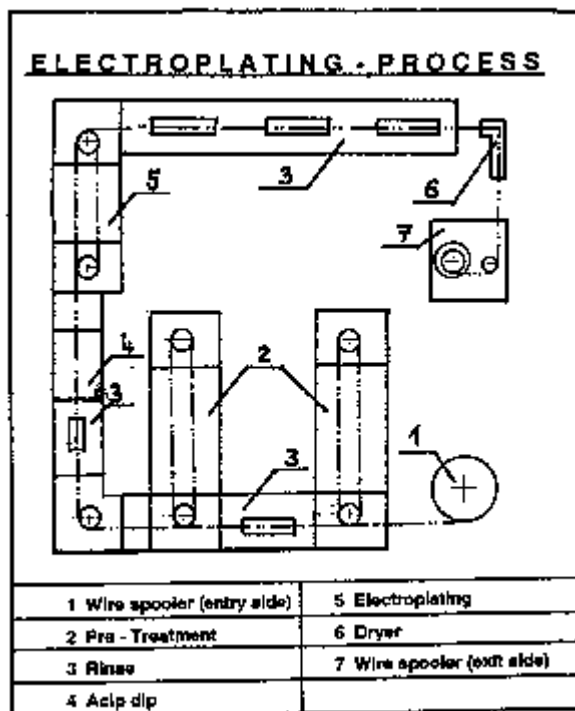 ELECTROPLATING - PROCESS
3
5
6
7
4
2
3
1
3
1 Wire spooler (entry side)
5 Electroplating
2 Pre - Treatment
6 Dryer
3 Rinse
7 Wire spooler (exit side)
4 Acip dip